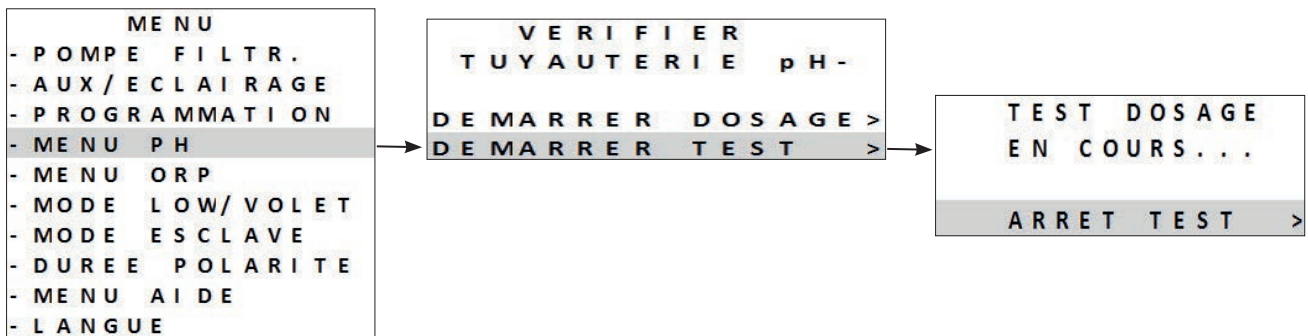 MENU
- POMPE FILTR.
- AUX/ECLAIRAGE
- PROGRAMMATION
- MENU PH
- MENU ORP
- MODE LOW/VOLET
- MODE ESCLAVE
- DUREE POLARITE
- MENU AIDE
- LANGUE
VERIFIER
TUYAUTERIE pH-
DEMARRER DOSAGE>
DEMARRER TEST >
TEST DOSAGE
EN COURS...
ARRET TEST >